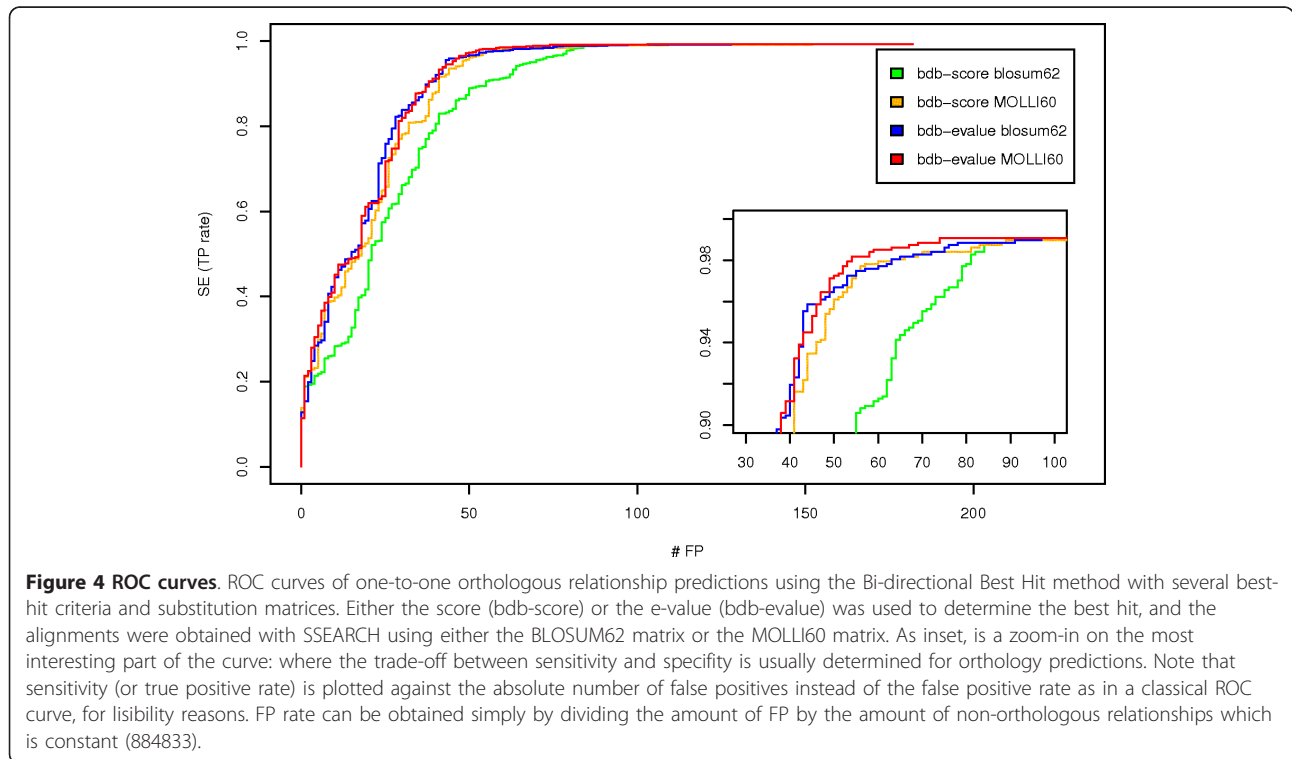 1.0
0.8
0.6
0.4
0.2
0.0
SE (TP rate)
bdb-score blosum62
bdb-score MOLLI60
bdb-evalue blosum62
bdb-evalue MOLLI60
0.98
0.94
0.90
30 40 50 60 70 80 90 100
0 50 100 150 200
# FP
Figure 4 ROC curves. ROC curves of one-to-one orthologous relationship predictions using the Bi-directional Best Hit method with several best-
hit criteria and substitution matrices. Either the score (bdb-score) or the e-value (bdb-evalue) was used to determine the best hit, and the
alignments were obtained with SSEARCH using either the BLOSUM62 matrix or the MOLLI60 matrix. As inset, is a zoom-in on the most
interesting part of the curve: where the trade-off between sensitivity and specifity is usually determined for orthology predictions. Note that
sensitivity (or true positive rate) is plotted against the absolute number of false positives instead of the false positive rate as in a classical ROC
curve, for lisibility reasons. FP rate can be obtained simply by dividing the amount of FP by the amount of non-orthologous relationships which
is constant (884833).